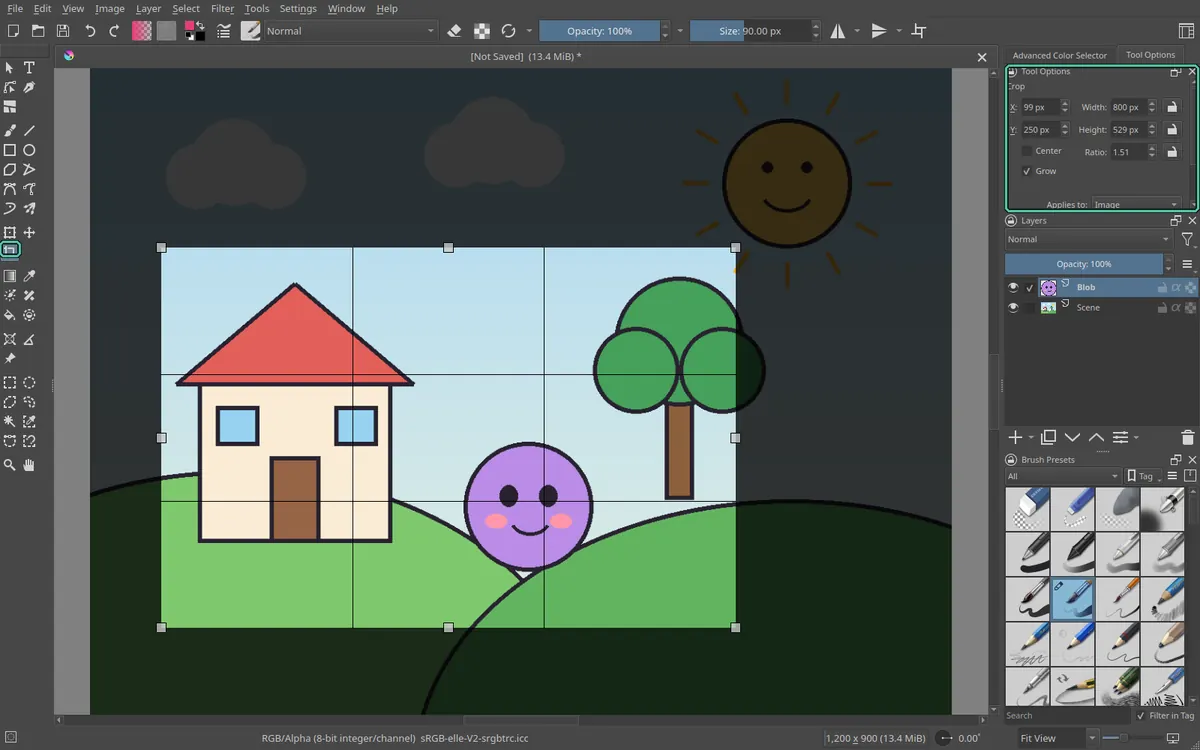 File Edit View Image Layer Select Filter Tools Settings Window Help
Normal Opacity: 100% Size: 90.00 px
[Not Saved] (13.4 MiB) *
Advanced Color Selector Tool Options
Tool Options
Crop
X: 99 px Width: 800 px
Y: 250 px Height: 529 px
Center Ratio: 1.51
Grow
Applies to: Image
Layers
Normal
Opacity: 100%
Blob
Scene
Brush Presets
All Tag
Search Filter in Tag
RGB/Alpha (8-bit integer/channel) sRGB-elle-V2-srgbtrc.icc 1,200 x 900 (13.4 MiB) 0.00° Fit View